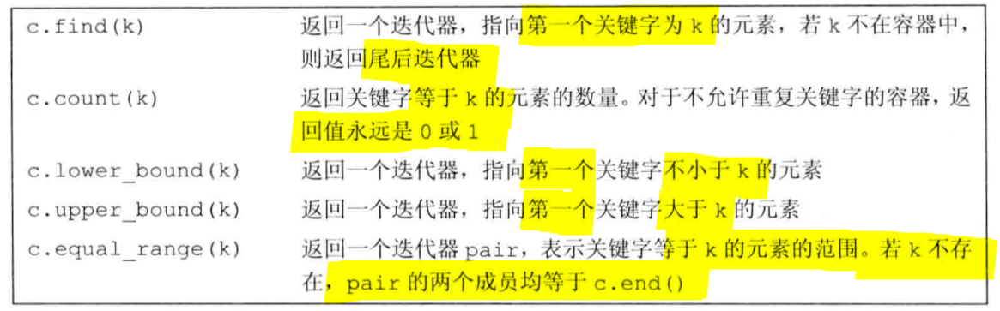 c.find(k) 返回一个迭代器，指向第一个关键字为 k 的元素，若 k 不在容器中，
则返回尾后迭代器
c.count(k) 返回关键字等于 k 的元素的数量。对于不允许重复关键字的容器，返
回值永远是 0 或 1
c.lower_bound(k) 返回一个迭代器，指向第一个关键字不小于 k 的元素
c.upper_bound(k) 返回一个迭代器，指向第一个关键字大于 k 的元素
c.equal_range(k) 返回一个迭代器 pair，表示关键字等于 k 的元素的范围。若 k 不存
在，pair 的两个成员均等于 c.end()